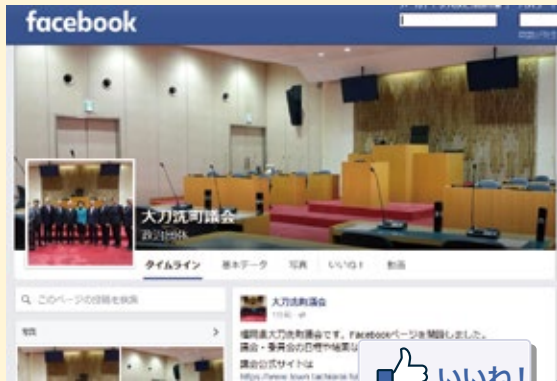 facebook
大刀洗町議会
政治団体
タイムライン 基本データ 写真 いいね！ 動画
このページの投稿を検索
写真
大刀洗町議会
福岡県大刀洗町議会です。Facebookページを開設しました。
議会・委員会の日程や結果な
議会公式サイトは
いいね！